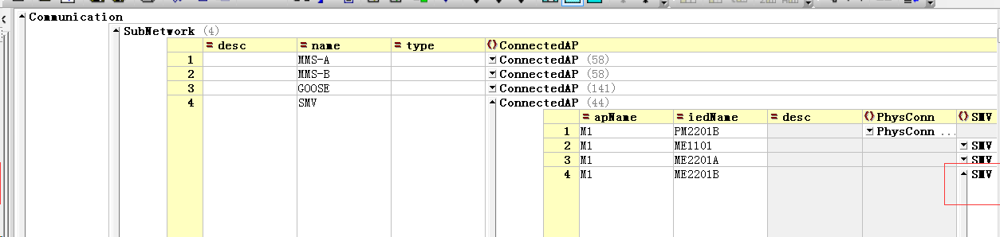 Communication
SubNetwork (4)
= desc = name = type ConnectedAP
1 MMS-A ConnectedAP (58)
2 MMS-B ConnectedAP (58)
3 GOOSE ConnectedAP (141)
4 SMV ConnectedAP (44)
= apName = iedName = desc PhysConn SMV
1 M1 PM2201B PhysConn ...
2 M1 ME1101 SMV
3 M1 ME2201A SMV
4 M1 ME2201B SMV